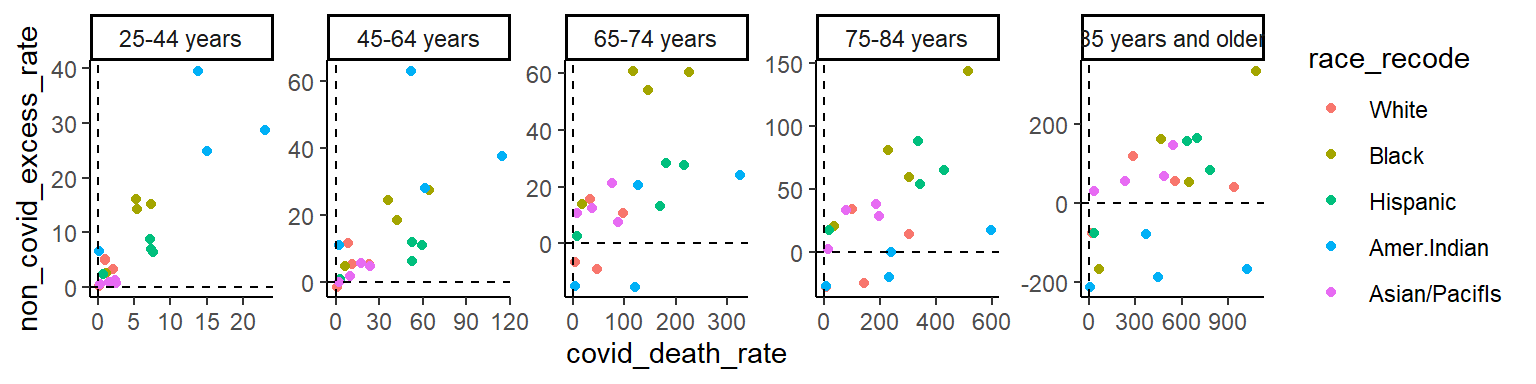 non_covid_excess_rate
25-44 years
40
30
20
10
0
0 5 10 15 20
45-64 years
60
40
20
0
0 30 60 90 120
65-74 years
60
40
20
0
0 100 200 300
75-84 years
150
100
50
0
0 200 400 600
85 years and older
200
0
-200
0 300 600 900
covid_death_rate
race_recode
White
Black
Hispanic
Amer.Indian
Asian/PacifIs